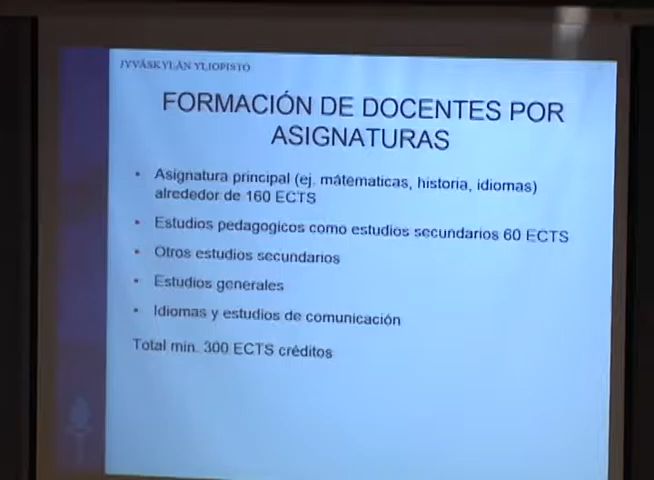 JYVÄSKYLÄN YLIOPISTO
FORMACIÓN DE DOCENTES POR
ASIGNATURAS
• Asignatura principal (ej. mátematicas, historia, idiomas)
alrededor de 160 ECTS
• Estudios pedagogicos como estudios secundarios 60 ECTS
• Otros estudios secundarios
• Estudios generales
• Idiomas y estudios de comunicación
Total min. 300 ECTS créditos